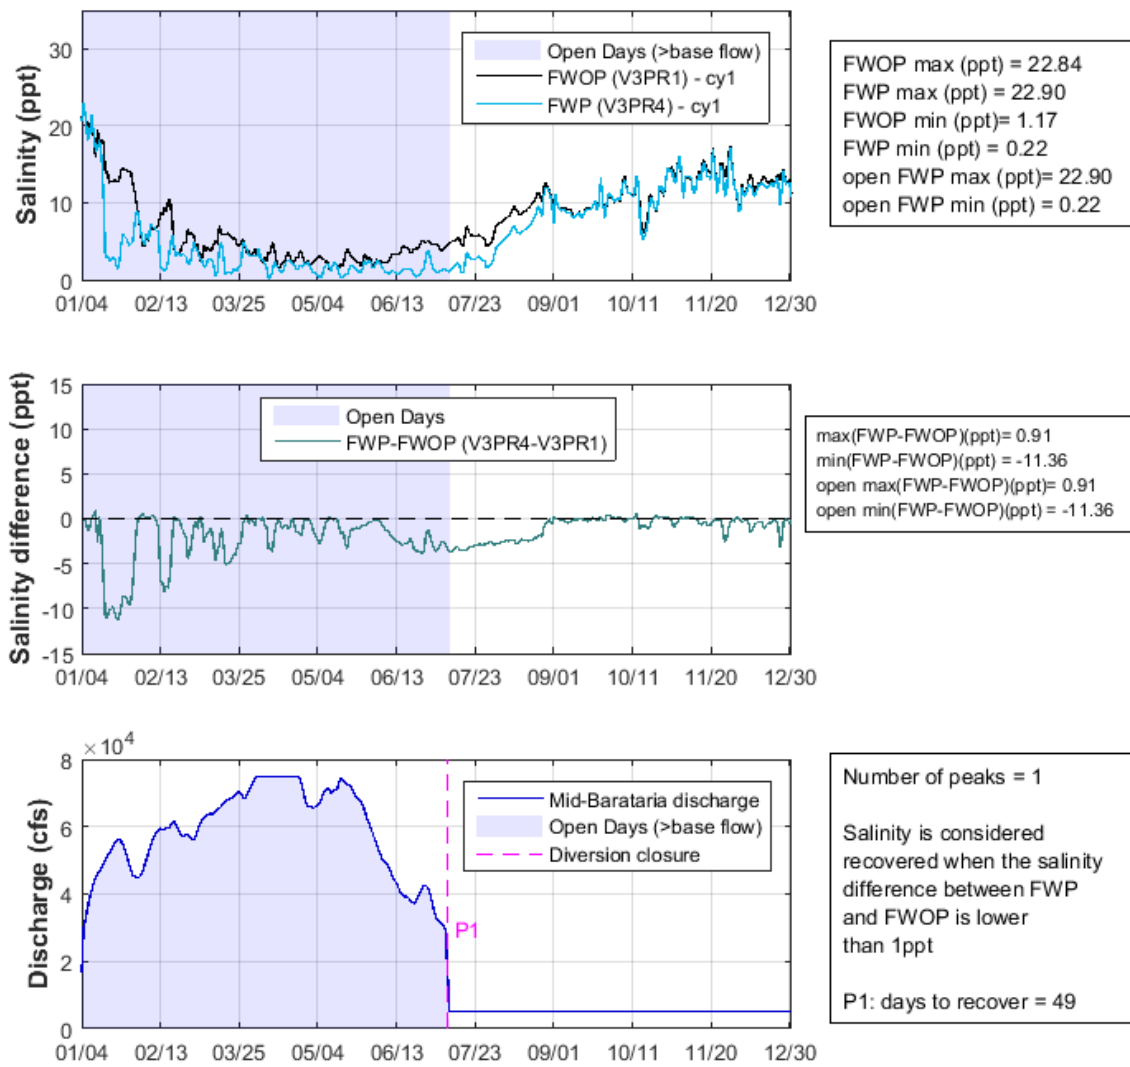 35
30
20
10
0
Salinity (ppt)
Open Days (>base flow)
FWOP (V3PR1) - cy1
FWP (V3PR4) - cy1
01/04 02/13 03/25 05/04 06/13 07/23 09/01 10/11 11/20 12/30
FWOP max (ppt) = 22.84
FWP max (ppt) = 22.90
FWOP min (ppt)= 1.17
FWP min (ppt) = 0.22
open FWP max (ppt)= 22.90
open FWP min (ppt) = 0.22
15
10
5
0
-5
-10
-15
Salinity difference (ppt)
Open Days
FWP-FWOP (V3PR4-V3PR1)
01/04 02/13 03/25 05/04 06/13 07/23 09/01 10/11 11/20 12/30
max(FWP-FWOP)(ppt)= 0.91
min(FWP-FWOP)(ppt) = -11.36
open max(FWP-FWOP)(ppt)= 0.91
open min(FWP-FWOP)(ppt) = -11.36
×10⁴
8
6
4
2
0
Discharge (cfs)
Mid-Barataria discharge
Open Days (>base flow)
Diversion closure
P1
01/04 02/13 03/25 05/04 06/13 07/23 09/01 10/11 11/20 12/30
Number of peaks = 1
Salinity is considered
recovered when the salinity
difference between FWP
and FWOP is lower
than 1ppt
P1: days to recover = 49